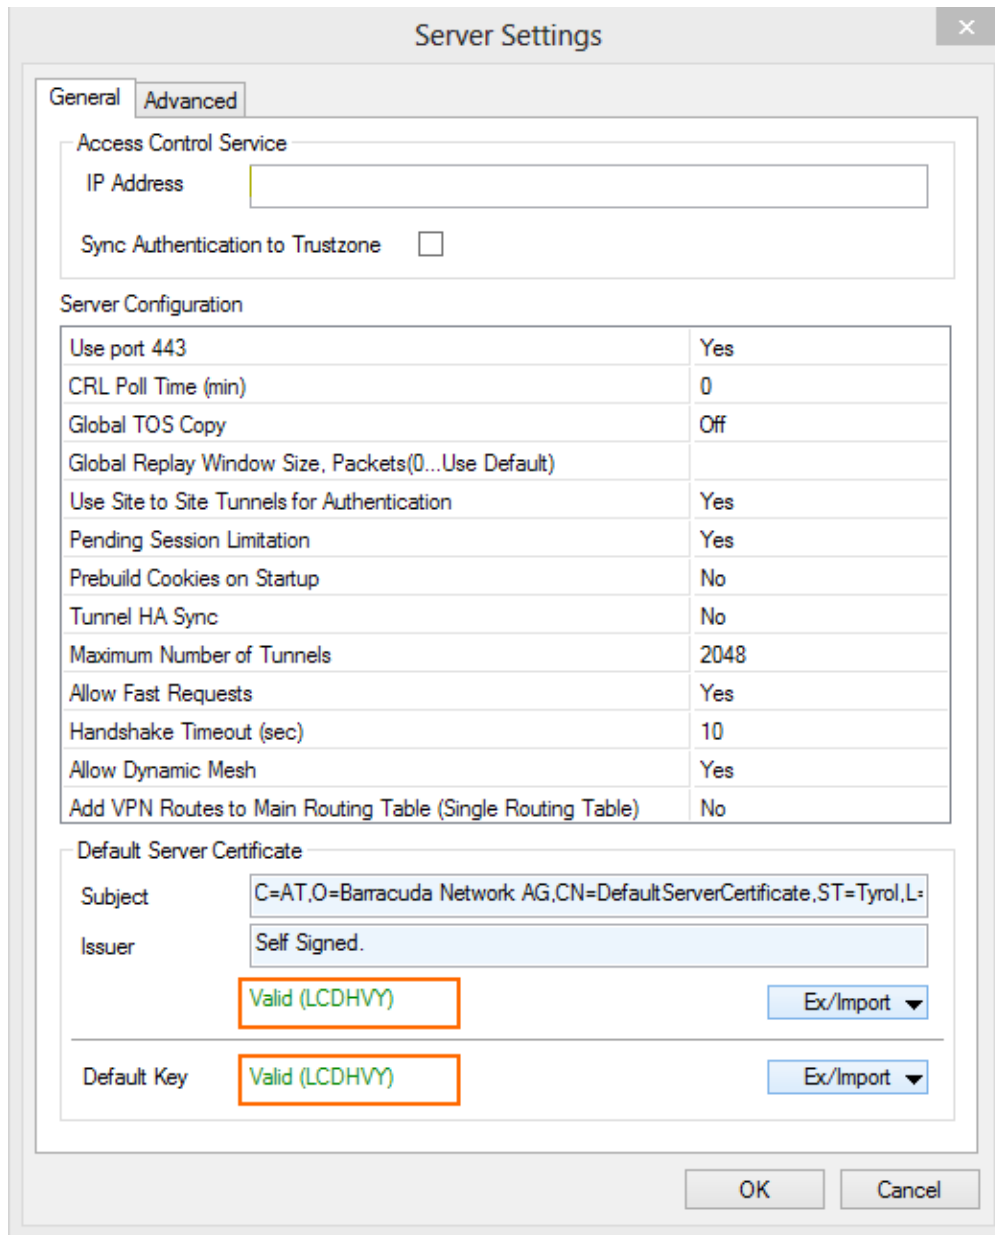 Server Settings
General Advanced
Access Control Service
IP Address
Sync Authentication to Trustzone
Server Configuration
Use port 443 Yes
CRL Poll Time (min) 0
Global TOS Copy Off
Global Replay Window Size, Packets(0...Use Default)
Use Site to Site Tunnels for Authentication Yes
Pending Session Limitation Yes
Prebuild Cookies on Startup No
Tunnel HA Sync No
Maximum Number of Tunnels 2048
Allow Fast Requests Yes
Handshake Timeout (sec) 10
Allow Dynamic Mesh Yes
Add VPN Routes to Main Routing Table (Single Routing Table) No
Default Server Certificate
Subject C=AT,O=Barracuda Network AG,CN=DefaultServerCertificate,ST=Tyrol,L=
Issuer Self Signed.
Valid (LCDHVY) Ex/Import
Default Key Valid (LCDHVY) Ex/Import
OK Cancel